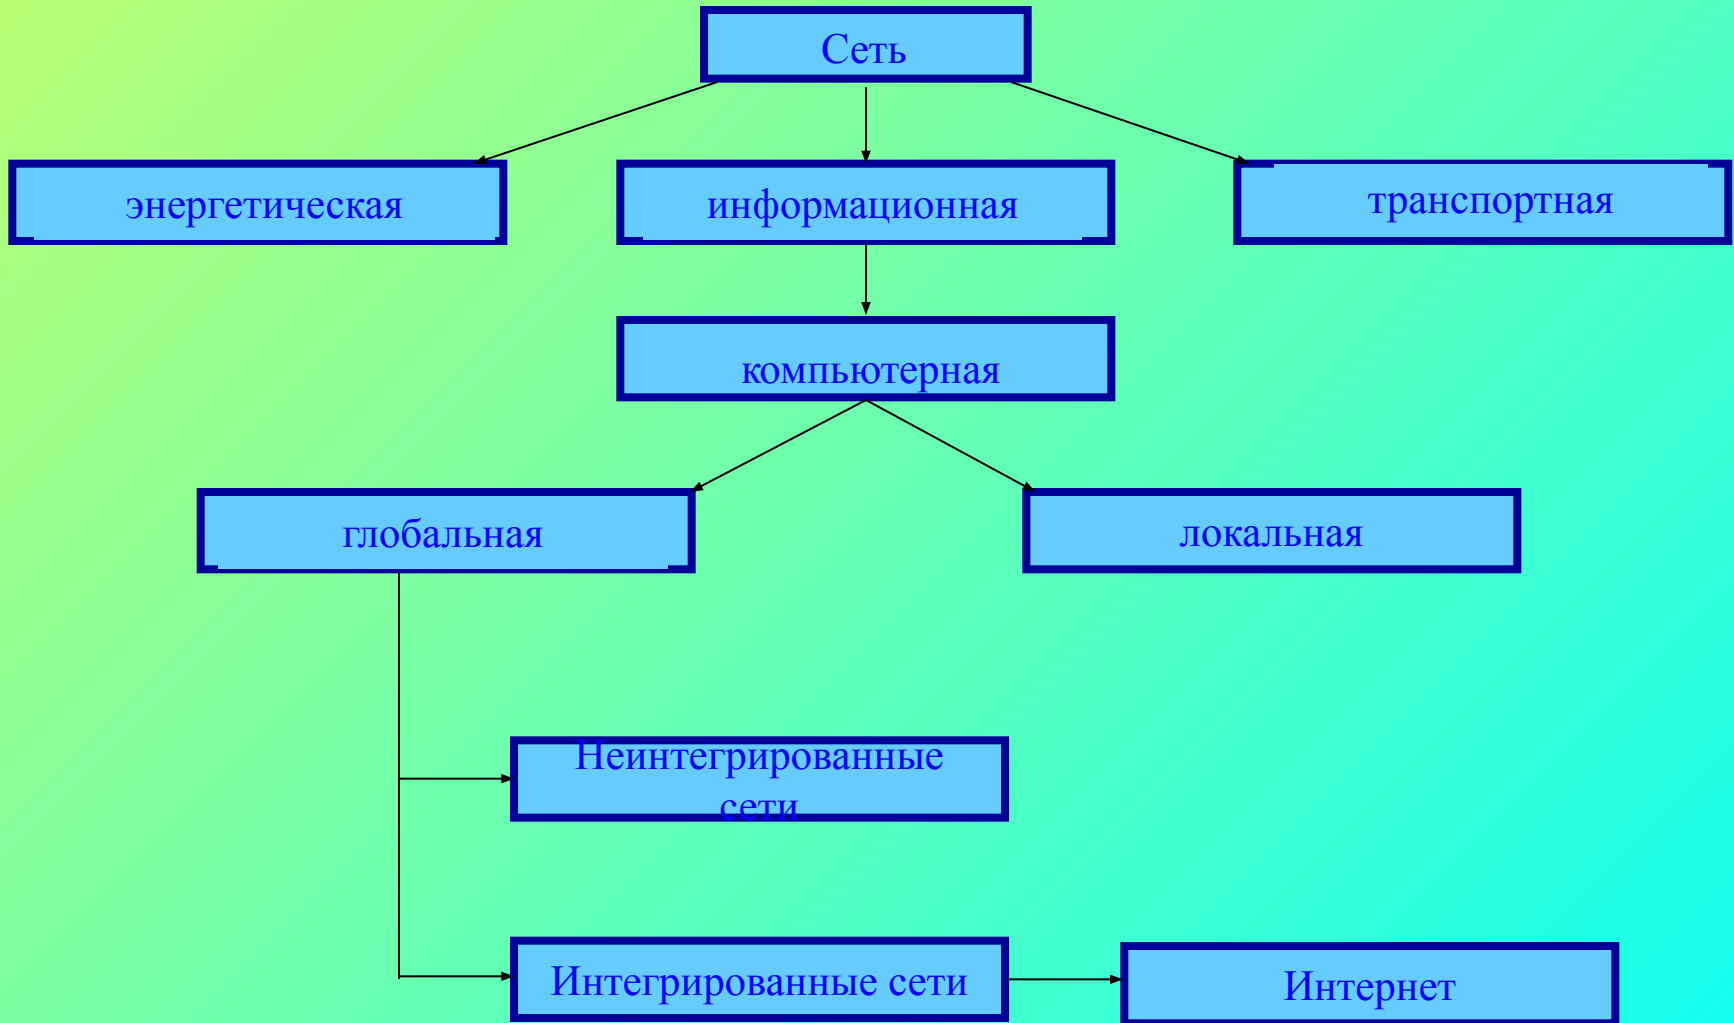 Сеть
энергетическая
информационная
транспортная
компьютерная
глобальная
локальная
Неинтегрированные
сети
Интегрированные сети
Интернет